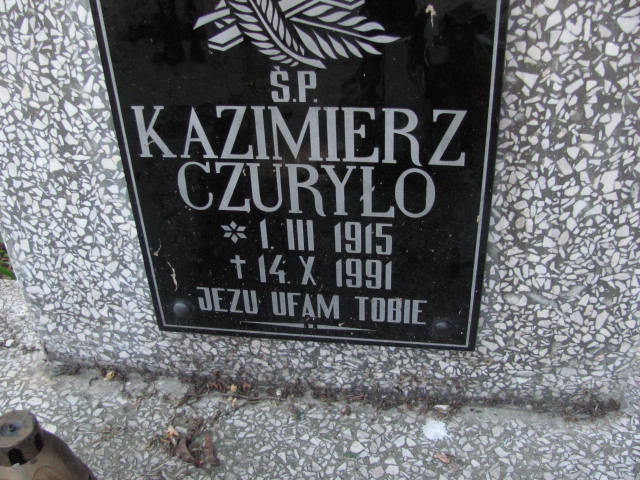 Ś.P.
KAZIMIERZ
CZURYŁO
* 1. III 1915
† 14. X 1991
JEZU UFAM TOBIE